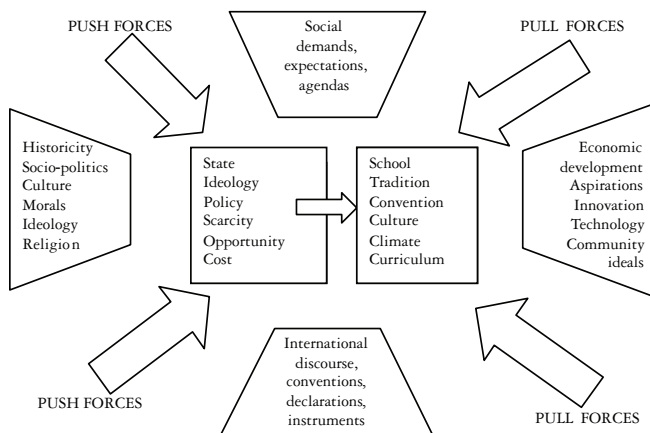 PUSH FORCES
Social
demands,
expectations,
agendas
PULL FORCES
Historicity
Socio-politics
Culture
Morals
Ideology
Religion
State
Ideology
Policy
Scarcity
Opportunity
Cost
School
Tradition
Convention
Culture
Climate
Curriculum
Economic
development
Aspirations
Innovation
Technology
Community
ideals
PUSH FORCES
International
discourse,
conventions,
declarations,
instruments
PULL FORCES